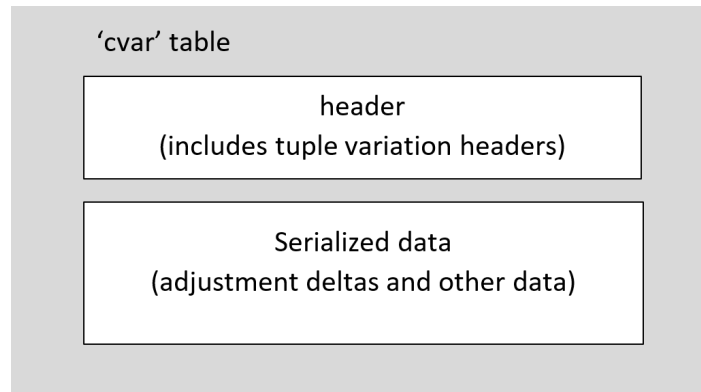 ‘cvar’ table
header
(includes tuple variation headers)
Serialized data
(adjustment deltas and other data)